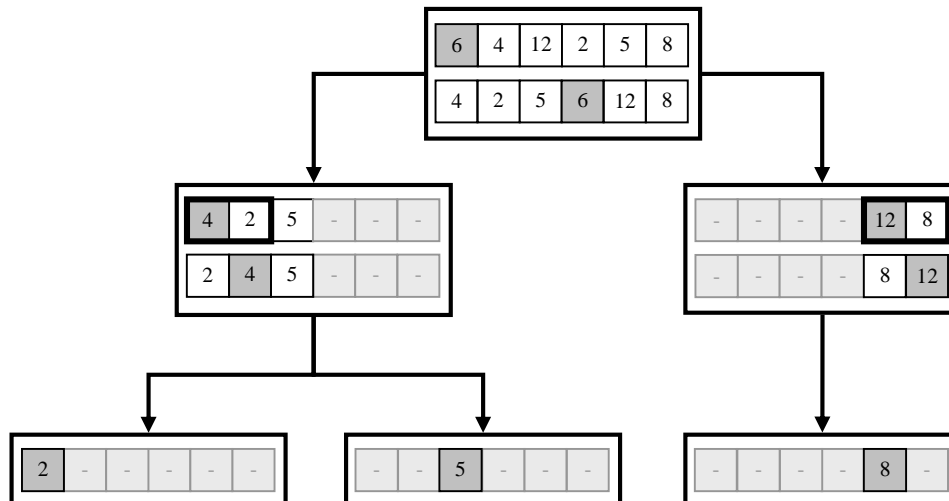 6 4 12 2 5 8
4 2 5 6 12 8
4 2 5 - - -
2 4 5 - - -
- - - - 12 8
- - - - 8 12
2 - - - - -
- - 5 - - -
- - - - 8 -